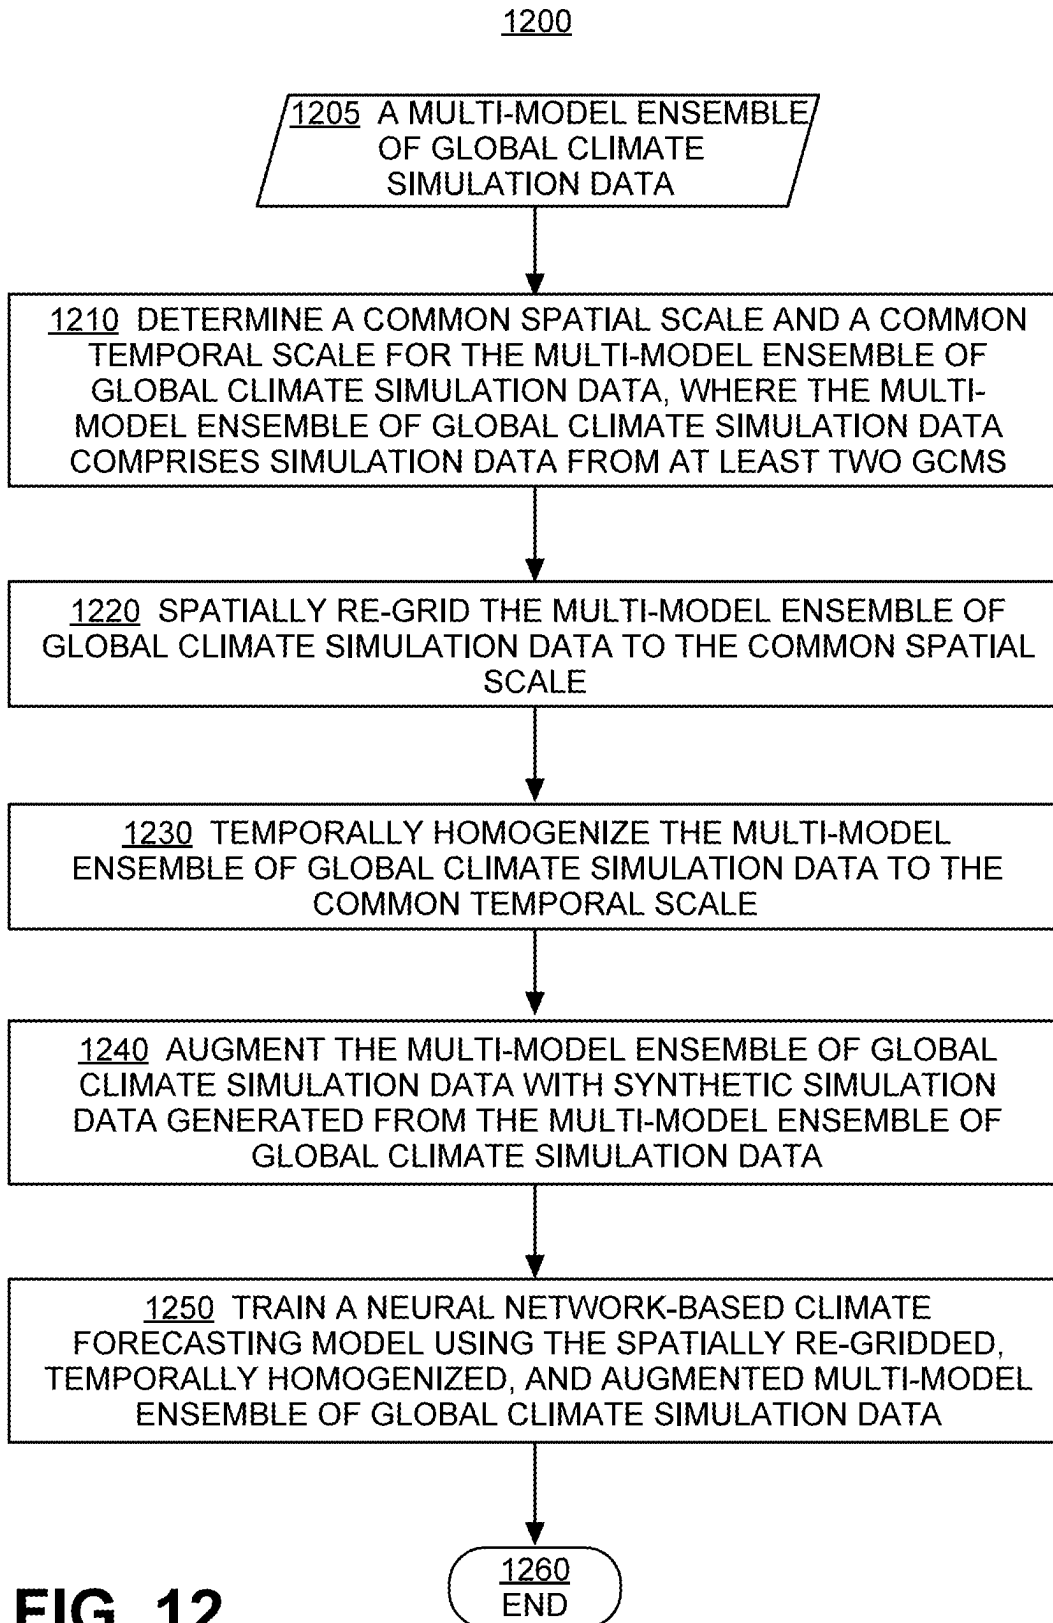 1200
1205 A MULTI-MODEL ENSEMBLE
OF GLOBAL CLIMATE
SIMULATION DATA
1210 DETERMINE A COMMON SPATIAL SCALE AND A COMMON
TEMPORAL SCALE FOR THE MULTI-MODEL ENSEMBLE OF
GLOBAL CLIMATE SIMULATION DATA, WHERE THE MULTI-
MODEL ENSEMBLE OF GLOBAL CLIMATE SIMULATION DATA
COMPRISES SIMULATION DATA FROM AT LEAST TWO GCMS
1220 SPATIALLY RE-GRID THE MULTI-MODEL ENSEMBLE OF
GLOBAL CLIMATE SIMULATION DATA TO THE COMMON SPATIAL
SCALE
1230 TEMPORALLY HOMOGENIZE THE MULTI-MODEL
ENSEMBLE OF GLOBAL CLIMATE SIMULATION DATA TO THE
COMMON TEMPORAL SCALE
1240 AUGMENT THE MULTI-MODEL ENSEMBLE OF GLOBAL
CLIMATE SIMULATION DATA WITH SYNTHETIC SIMULATION
DATA GENERATED FROM THE MULTI-MODEL ENSEMBLE OF
GLOBAL CLIMATE SIMULATION DATA
1250 TRAIN A NEURAL NETWORK-BASED CLIMATE
FORECASTING MODEL USING THE SPATIALLY RE-GRIDDED,
TEMPORALLY HOMOGENIZED, AND AUGMENTED MULTI-MODEL
ENSEMBLE OF GLOBAL CLIMATE SIMULATION DATA
1260
END
FIG. 12